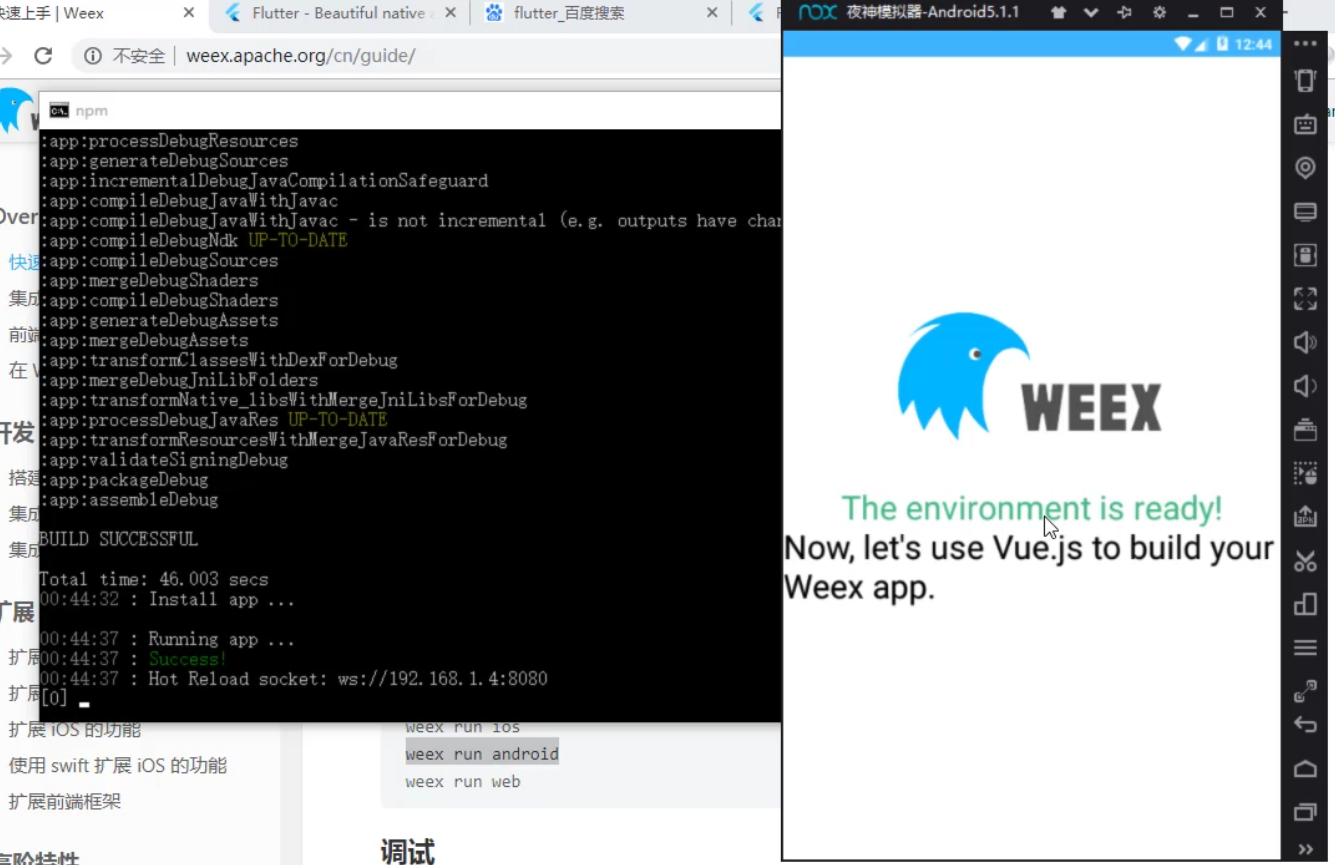 快速上手 | Weex
Flutter - Beautiful native
flutter_百度搜索
不安全 | weex.apache.org/cn/guide/
npm
:app:processDebugResources
:app:generateDebugSources
:app:incrementalDebugJavaCompilationSafeguard
:app:compileDebugJavaWithJavac
:app:compileDebugJavaWithJavac - is not incremental (e.g. outputs have chan
:app:compileDebugNdk UP-TO-DATE
:app:compileDebugSources
:app:mergeDebugShaders
:app:compileDebugShaders
:app:generateDebugAssets
:app:mergeDebugAssets
:app:transformClassesWithDexForDebug
:app:mergeDebugJniLibFolders
:app:transformNative_libsWithMergeJniLibsForDebug
:app:processDebugJavaRes UP-TO-DATE
:app:transformResourcesWithMergeJavaResForDebug
:app:validateSigningDebug
:app:packageDebug
:app:assembleDebug
BUILD SUCCESSFUL
Total time: 46.003 secs
00:44:32 : Install app ...
00:44:37 : Running app ...
00:44:37 : Success!
00:44:37 : Hot Reload socket: ws://192.168.1.4:8080
[0]
Over
快速
集成
前端
在 W
开发
搭建
集成
集成
扩展
扩展
扩展
扩展 iOS 的功能
使用 swift 扩展 iOS 的功能
扩展前端框架
高阶特性
weex run ios
weex run android
weex run web
调试
nox 夜神模拟器-Android5.1.1
12:44
WEEX
The environment is ready!
Now, let's use Vue.js to build your
Weex app.